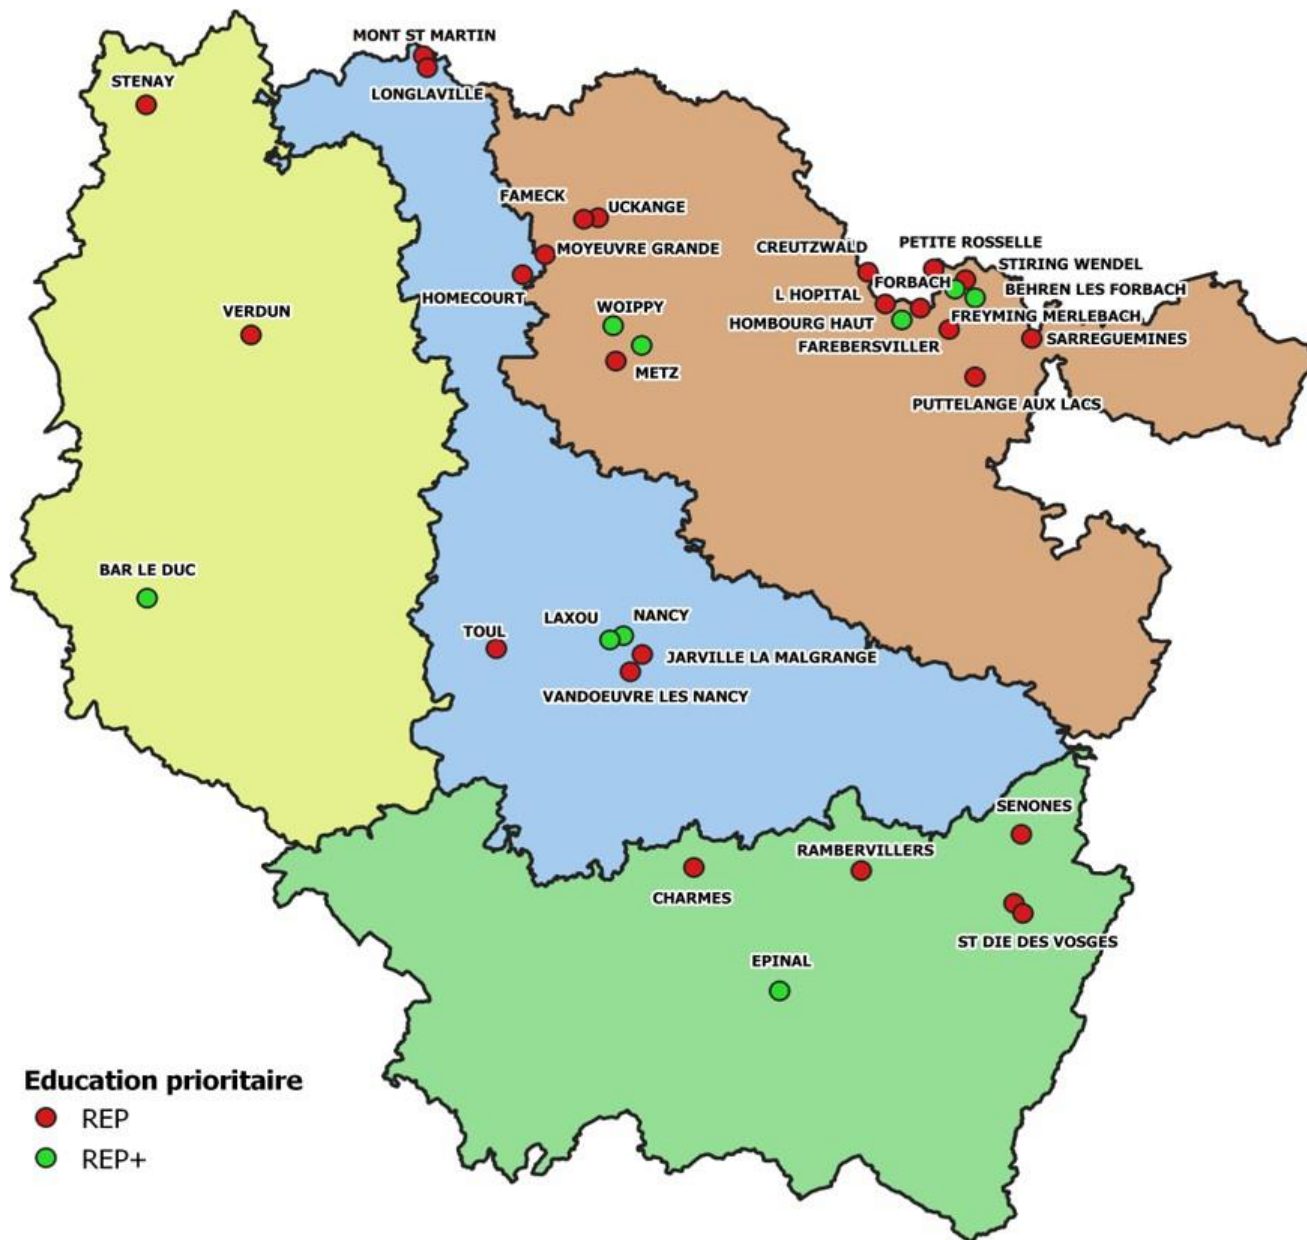 MONT ST MARTIN
STENAY
LONGLAVILLE
FAMECK
UCKANGE
MOYEUVRE GRANDE
CREUTZWALD
PETITE ROSSELLE
STIRING WENDEL
FORBACH
BEHREN LES FORBACH
HOMECOURT
L HOPITAL
WOIPPY
FREYMING MERLEBACH
VERDUN
HOMBOURG HAUT
FAREBERSVILLER
SARREGUEMINES
METZ
PUTTELANGE AUX LACS
BAR LE DUC
LAXOU
NANCY
TOUL
JARVILLE LA MALGRANGE
VANDOEUVRE LES NANCY
SENONES
RAMBERVILLERS
CHARMES
ST DIE DES VOSGES
EPINAL
Education prioritaire
REP
REP+